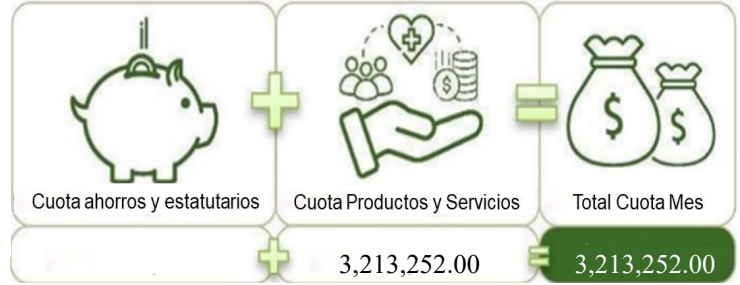 Cuota ahorros y estatutarios
Cuota Productos y Servicios
Total Cuota Mes
3,213,252.00
3,213,252.00